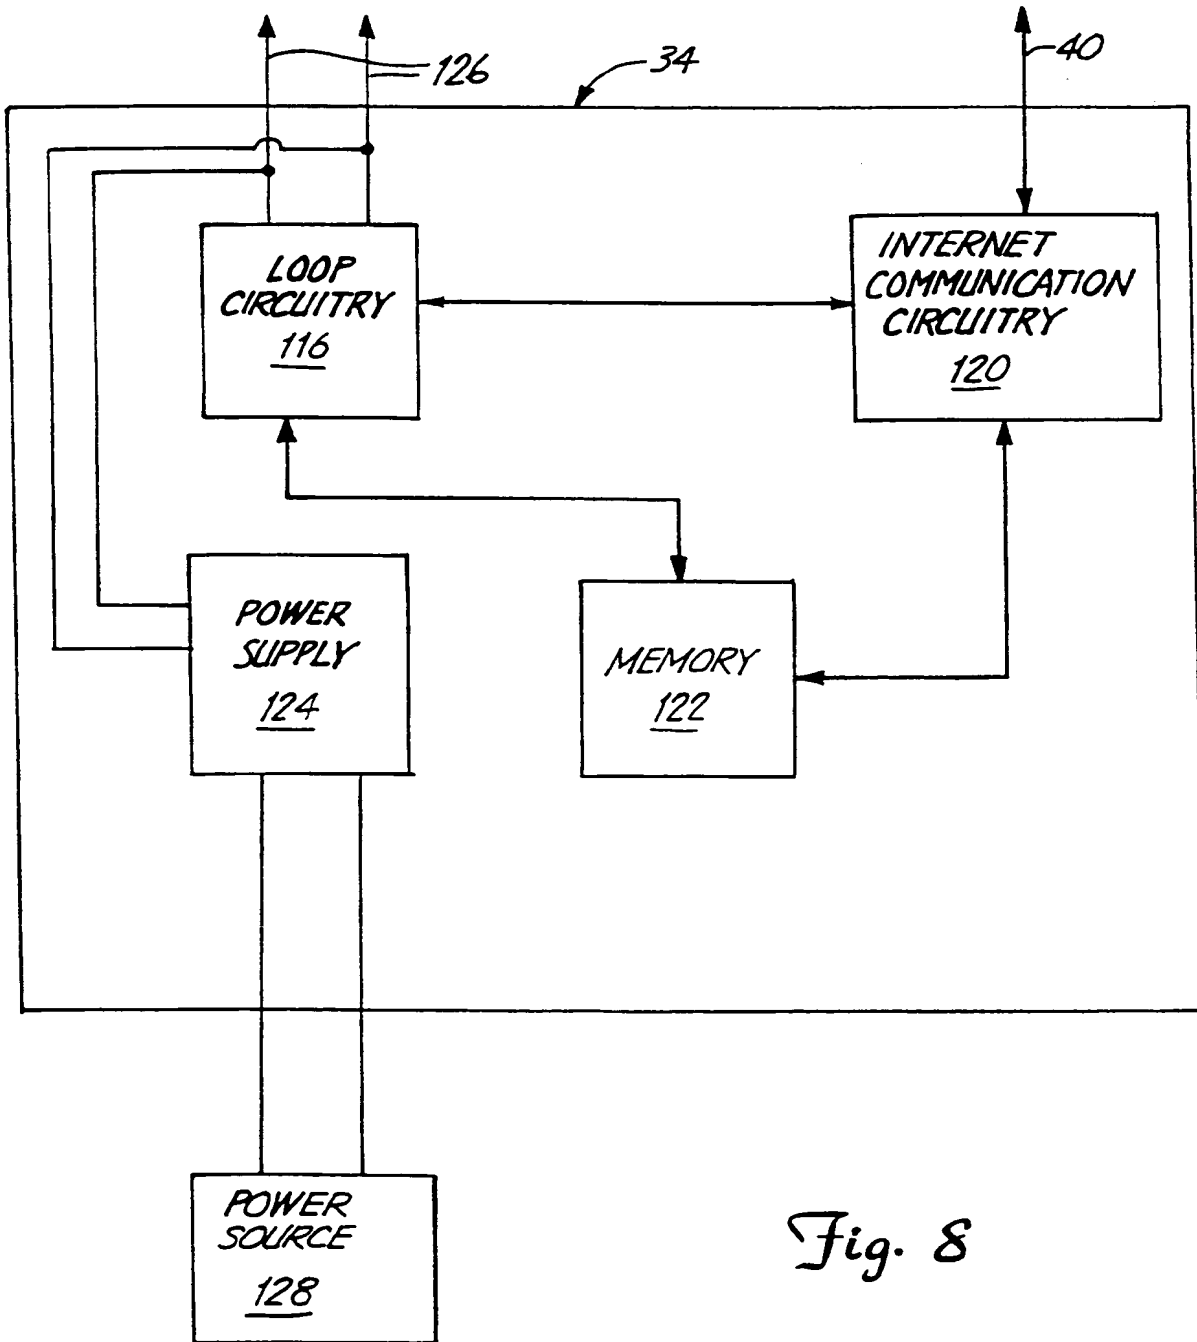 126
34
40
LOOP
CIRCUITRY
116
INTERNET
COMMUNICATION
CIRCUITRY
120
POWER
SUPPLY
124
MEMORY
122
POWER
SOURCE
128
Fig. 8